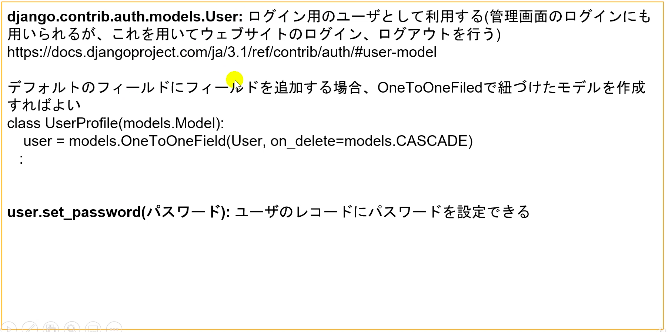 django.contrib.auth.models.User: ログイン用のユーザとして利用する(管理画面のログインにも
用いられるが、これを用いてウェブサイトのログイン、ログアウトを行う)
https://docs.djangoproject.com/ja/3.1/ref/contrib/auth/#user-model
デフォルトのフィールドにフィールドを追加する場合、OneToOneFiledで紐づけたモデルを作成
すればよい
class UserProfile(models.Model):
user = models.OneToOneField(User, on_delete=models.CASCADE)
:
user.set_password(パスワード): ユーザのレコードにパスワードを設定できる